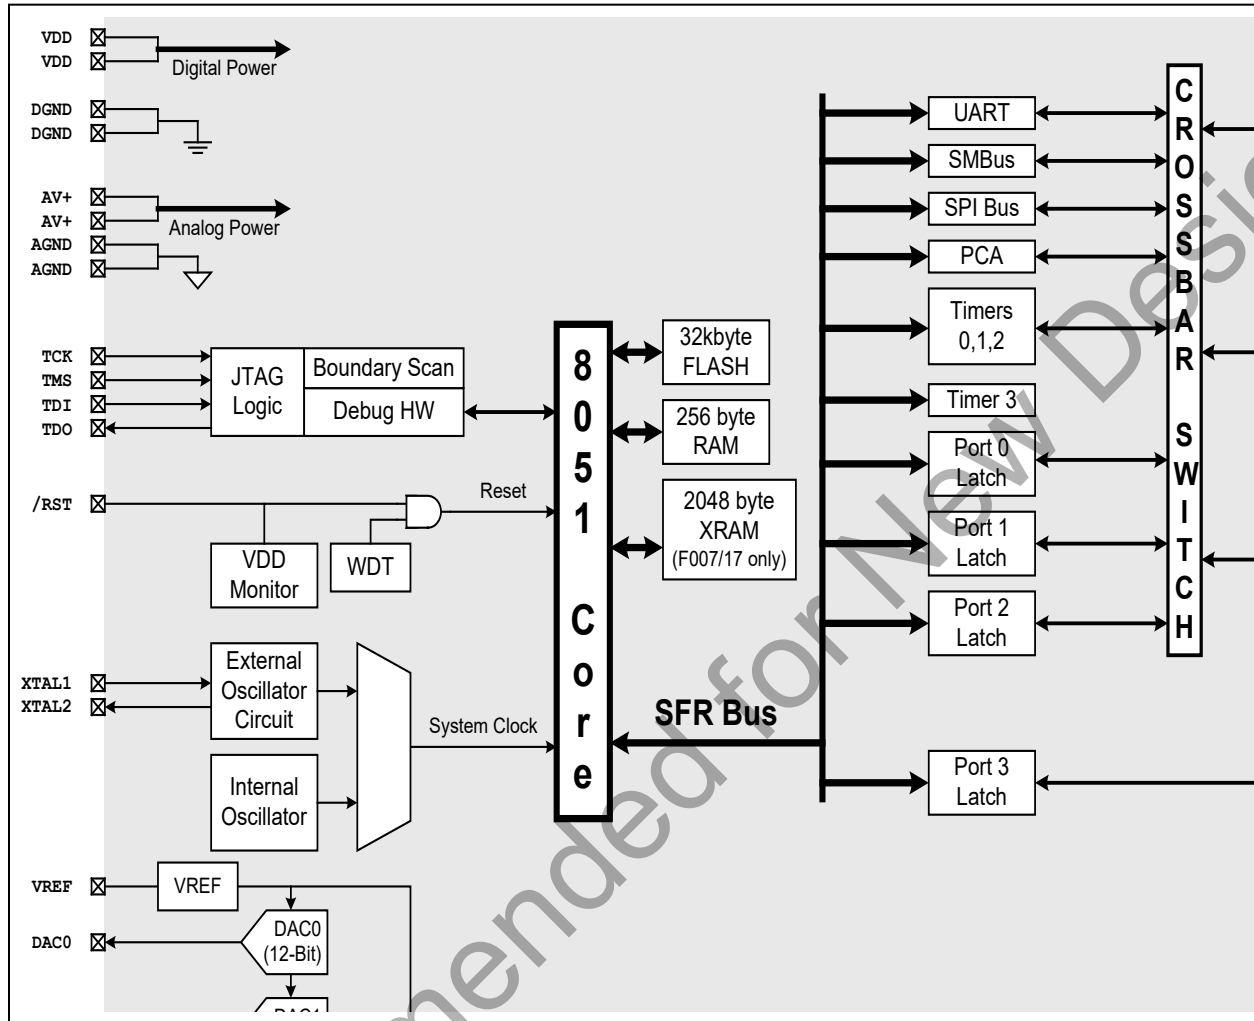 VDD
VDD
Digital Power
DGND
DGND
AV+
AV+
Analog Power
AGND
AGND
TCK
TMS
TDI
TDO
JTAG
Logic
Boundary Scan
Debug HW
/RST
Reset
VDD
Monitor
WDT
XTAL1
XTAL2
External
Oscillator
Circuit
Internal
Oscillator
System Clock
VREF
VREF
DAC0
DAC0
(12-Bit)
8051 Core
32kbyte
FLASH
256 byte
RAM
2048 byte
XRAM
(F007/17 only)
SFR Bus
UART
SMBus
SPI Bus
PCA
Timers
0,1,2
Timer 3
Port 0
Latch
Port 1
Latch
Port 2
Latch
Port 3
Latch
CROSSBAR SWITCH
for New